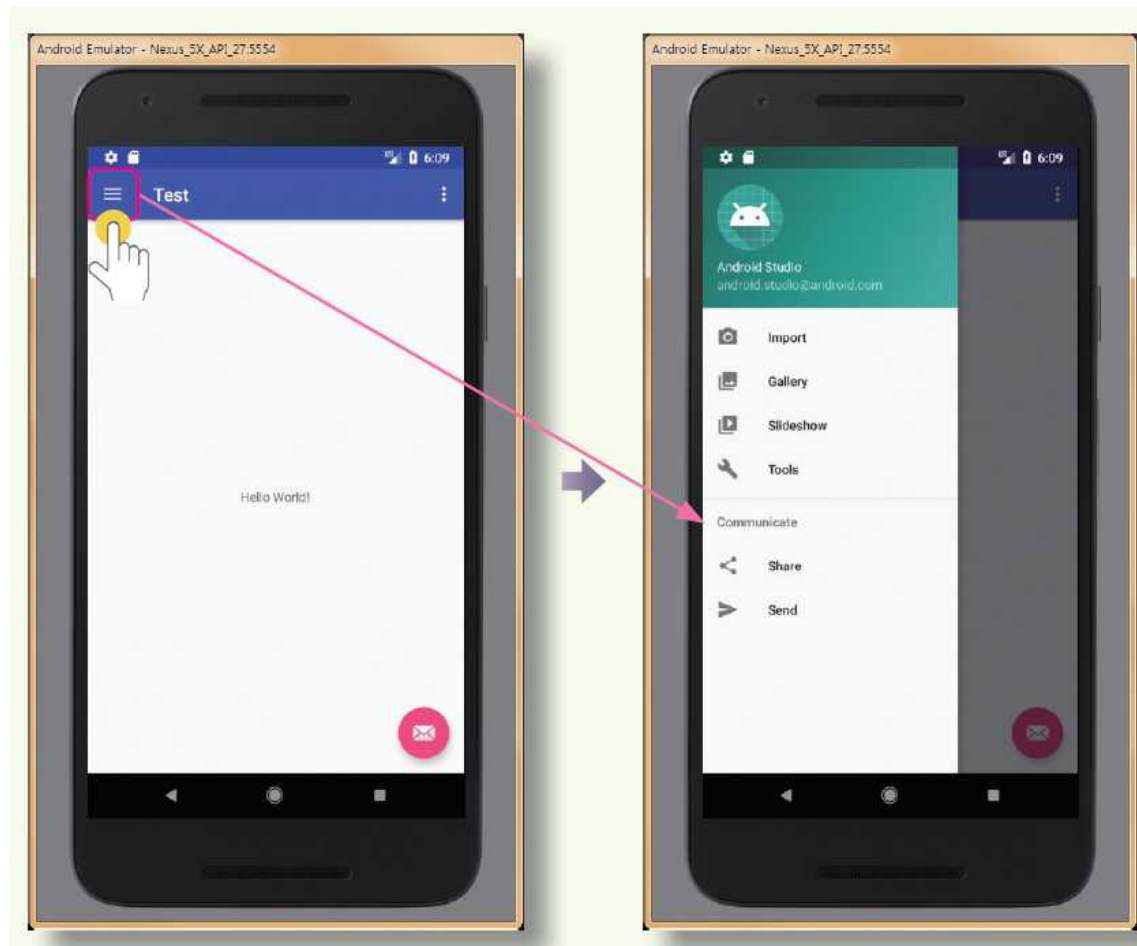 Android Emulator - Nexus_5X_API_27:5554
6:09
Test
Hello World!
Android Emulator - Nexus_5X_API_27:5554
6:09
Android Studio
android.studio@android.com
Import
Gallery
Slideshow
Tools
Communicate
Share
Send